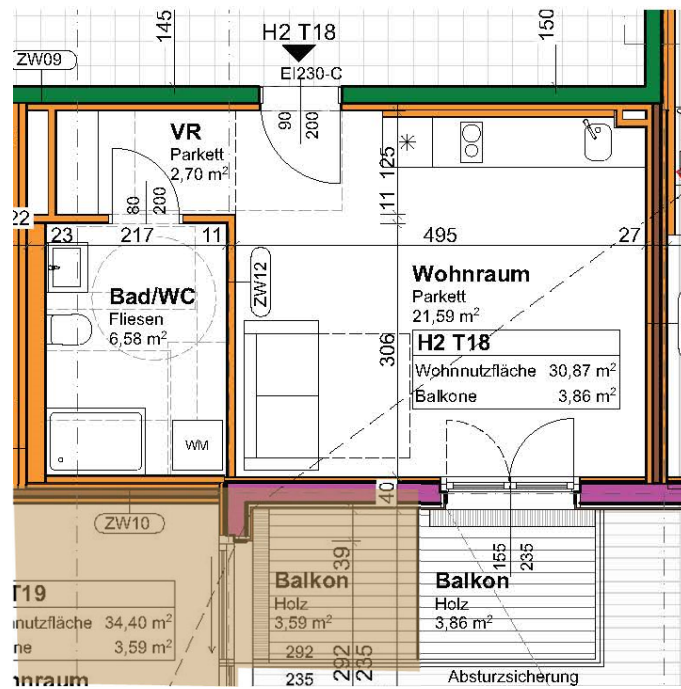 145
H2 T18
150
ZW09
EI230-C
90
200
VR
Parkett
2,70 m²
125
11
80
200
22
23
217
11
495
27
ZW12
Bad/WC
Fliesen
6,58 m²
Wohnraum
Parkett
21,59 m²
306
H2 T18
Wohnnutzfläche 30,87 m²
Balkone 3,86 m²
WM
40
ZW10
39
155
235
T19
nnutzfläche 34,40 m²
ne 3,59 m²
hnraum
Balkon
Holz
3,59 m²
Balkon
Holz
3,86 m²
292
235
292
235
Absturzsicherung